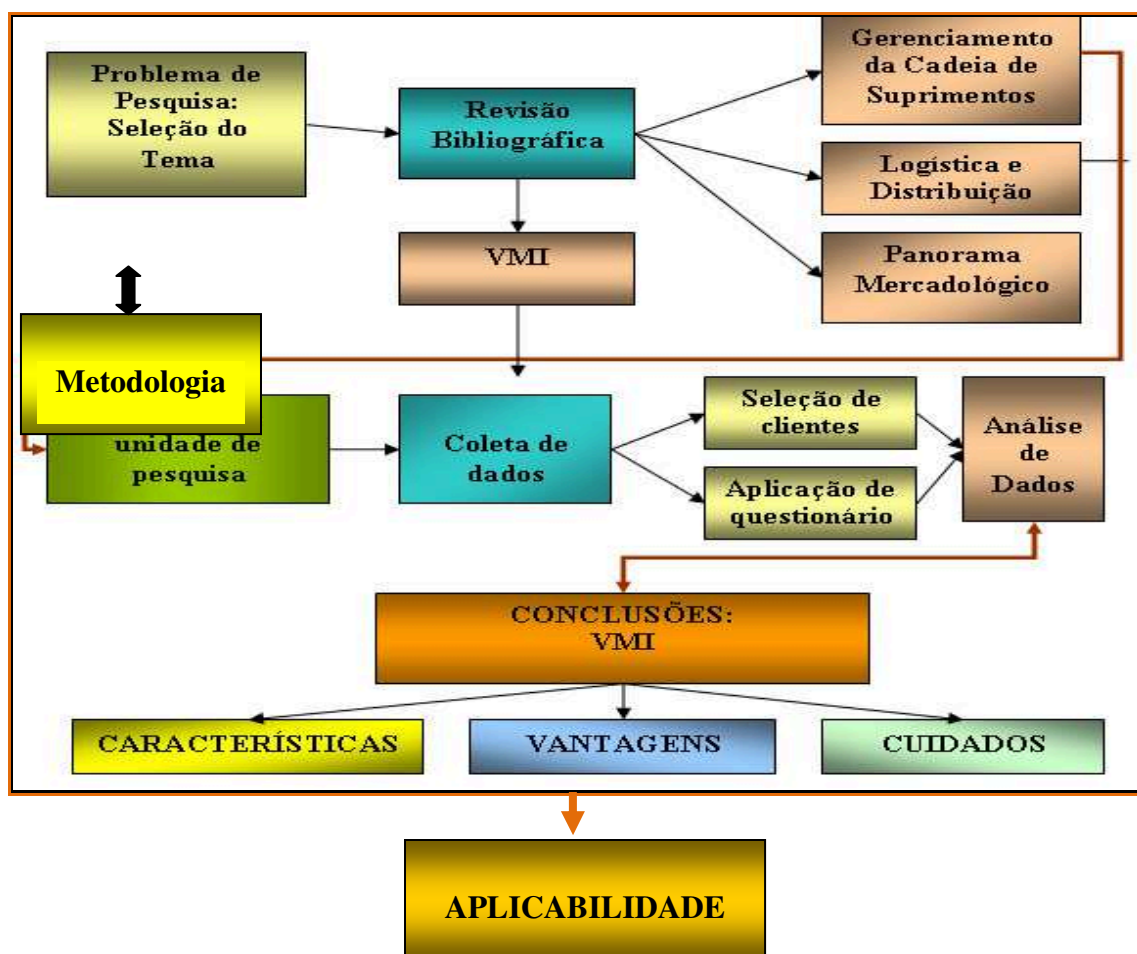 Problema de
Pesquisa:
Seleção do
Tema
Revisão
Bibliográfica
Gerenciamento
da Cadeia de
Suprimentos
Logística e
Distribuição
Panorama
Mercadológico
VMI
Metodologia
unidade de
pesquisa
Coleta de
dados
Seleção de
clientes
Aplicação de
questionário
Análise
de
Dados
CONCLUSÕES:
VMI
CARACTERÍSTICAS
VANTAGENS
CUIDADOS
APLICABILIDADE